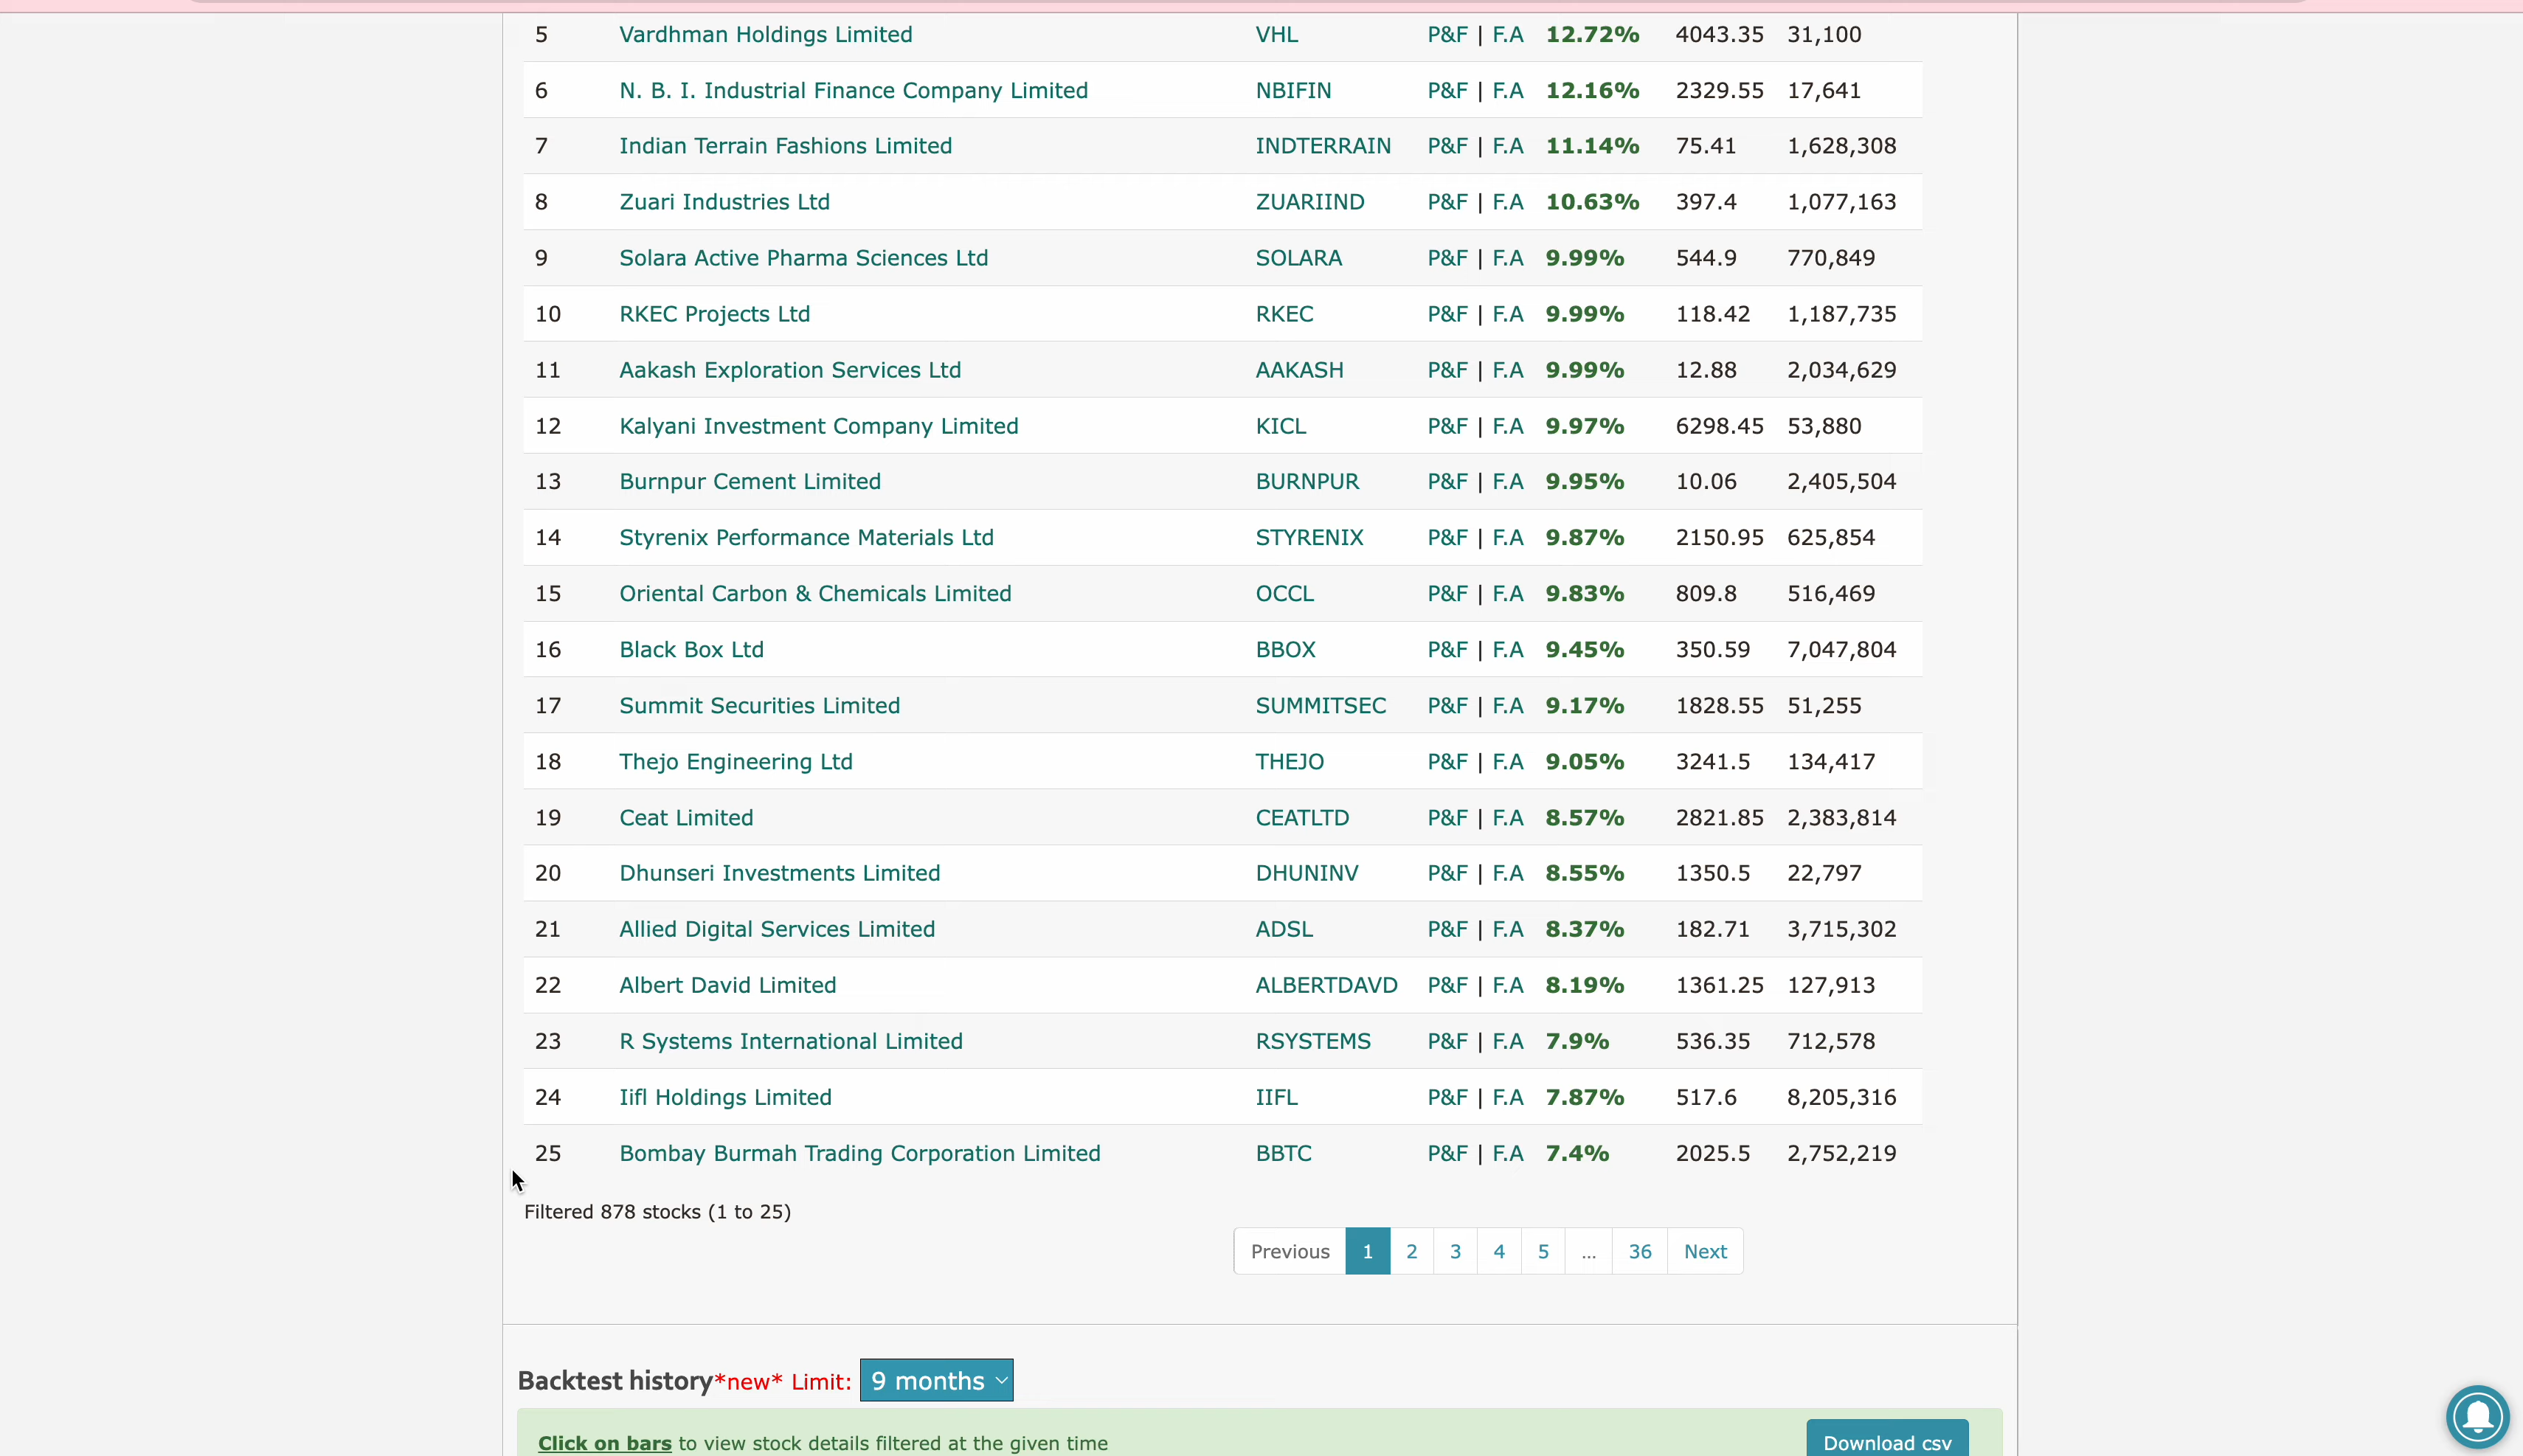 5 Vardhman Holdings Limited VHL P&F | F.A 12.72% 4043.35 31,100
6 N. B. I. Industrial Finance Company Limited NBIFIN P&F | F.A 12.16% 2329.55 17,641
7 Indian Terrain Fashions Limited INDTERRAIN P&F | F.A 11.14% 75.41 1,628,308
8 Zuari Industries Ltd ZUARIIND P&F | F.A 10.63% 397.4 1,077,163
9 Solara Active Pharma Sciences Ltd SOLARA P&F | F.A 9.99% 544.9 770,849
10 RKEC Projects Ltd RKEC P&F | F.A 9.99% 118.42 1,187,735
11 Aakash Exploration Services Ltd AAKASH P&F | F.A 9.99% 12.88 2,034,629
12 Kalyani Investment Company Limited KICL P&F | F.A 9.97% 6298.45 53,880
13 Burnpur Cement Limited BURNPUR P&F | F.A 9.95% 10.06 2,405,504
14 Styrenix Performance Materials Ltd STYRENIX P&F | F.A 9.87% 2150.95 625,854
15 Oriental Carbon & Chemicals Limited OCCL P&F | F.A 9.83% 809.8 516,469
16 Black Box Ltd BBOX P&F | F.A 9.45% 350.59 7,047,804
17 Summit Securities Limited SUMMITSEC P&F | F.A 9.17% 1828.55 51,255
18 Thejo Engineering Ltd THEJO P&F | F.A 9.05% 3241.5 134,417
19 Ceat Limited CEATLTD P&F | F.A 8.57% 2821.85 2,383,814
20 Dhunseri Investments Limited DHUNINV P&F | F.A 8.55% 1350.5 22,797
21 Allied Digital Services Limited ADSL P&F | F.A 8.37% 182.71 3,715,302
22 Albert David Limited ALBERTDAVD P&F | F.A 8.19% 1361.25 127,913
23 R Systems International Limited RSYSTEMS P&F | F.A 7.9% 536.35 712,578
24 Iifl Holdings Limited IIFL P&F | F.A 7.87% 517.6 8,205,316
25 Bombay Burmah Trading Corporation Limited BBTC P&F | F.A 7.4% 2025.5 2,752,219
Filtered 878 stocks (1 to 25)
Previous 1 2 3 4 5 ... 36 Next
Backtest history*new* Limit: 9 months
Click on bars to view stock details filtered at the given time Download csv